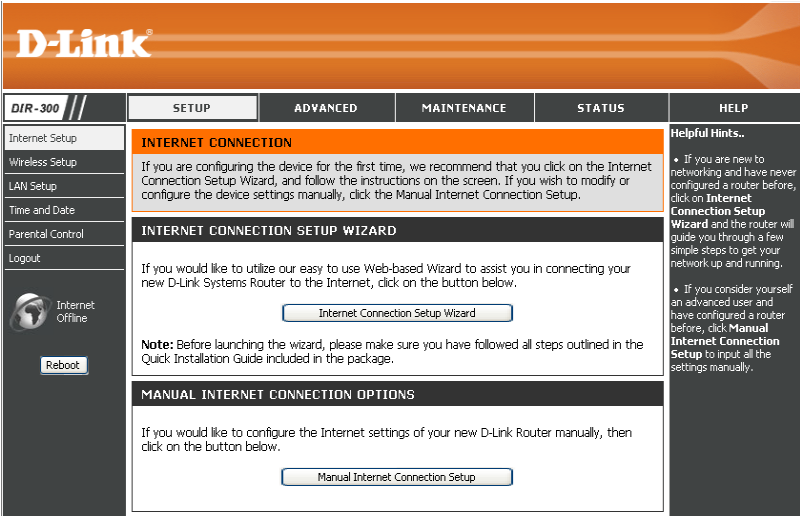 D-Link®
DIR-300
SETUP
ADVANCED
MAINTENANCE
STATUS
HELP
Internet Setup
Wireless Setup
LAN Setup
Time and Date
Parental Control
Logout
Internet
Offline
Reboot
INTERNET CONNECTION
If you are configuring the device for the first time, we recommend that you click on the Internet
Connection Setup Wizard, and follow the instructions on the screen. If you wish to modify or
configure the device settings manually, click the Manual Internet Connection Setup.
INTERNET CONNECTION SETUP WIZARD
If you would like to utilize our easy to use Web-based Wizard to assist you in connecting your
new D-Link Systems Router to the Internet, click on the button below.
Internet Connection Setup Wizard
Note: Before launching the wizard, please make sure you have followed all steps outlined in the
Quick Installation Guide included in the package.
MANUAL INTERNET CONNECTION OPTIONS
If you would like to configure the Internet settings of your new D-Link Router manually, then
click on the button below.
Manual Internet Connection Setup
Helpful Hints..
• If you are new to
networking and have never
configured a router before,
click on Internet
Connection Setup
Wizard and the router will
guide you through a few
simple steps to get your
network up and running.
• If you consider yourself
an advanced user and
have configured a router
before, click Manual
Internet Connection
Setup to input all the
settings manually.